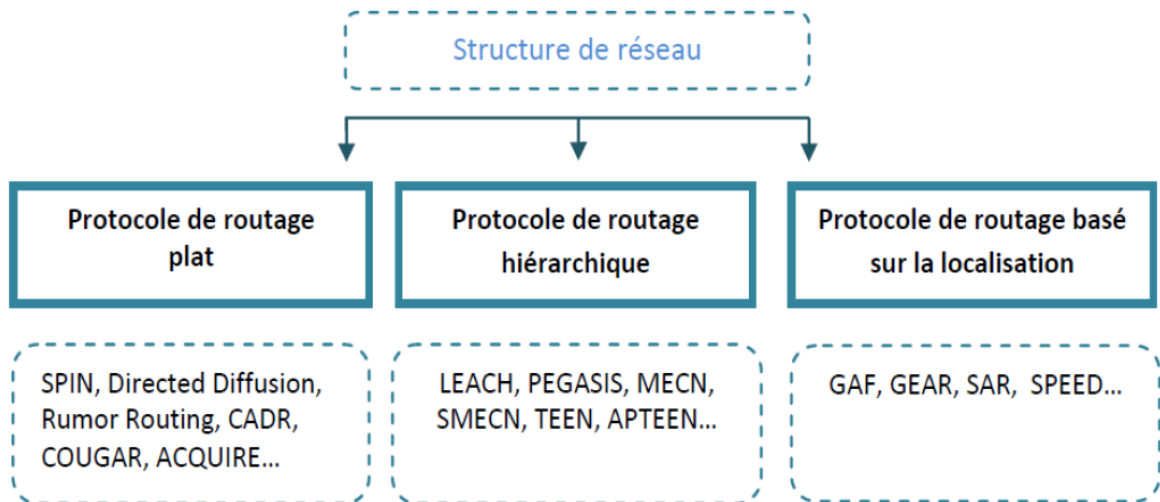 Structure de réseau
Protocole de routage
plat
Protocole de routage
hiérarchique
Protocole de routage basé
sur la localisation
SPIN, Directed Diffusion,
Rumor Routing, CADR,
COUGAR, ACQUIRE...
LEACH, PEGASIS, MECN,
SMECN, TEEN, APTEEN...
GAF, GEAR, SAR, SPEED...